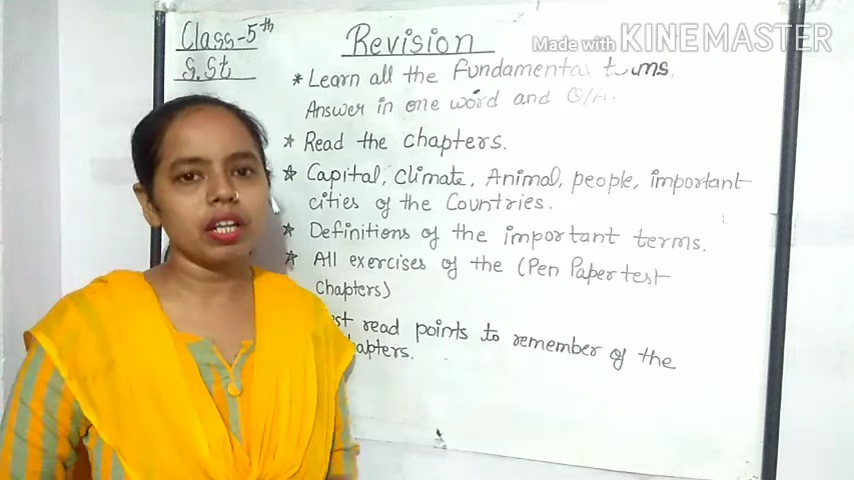 Class-5th
S.St
Revision
Made with KINEMASTER
* Learn all the fundamental terms.
Answer in one word and Q/A.
* Read the chapters.
* Capital, Climate, Animal, people, important
cities of the Countries.
* Definitions of the important terms.
* All exercises of the (Pen Paper test
Chapters)
read points to remember of the